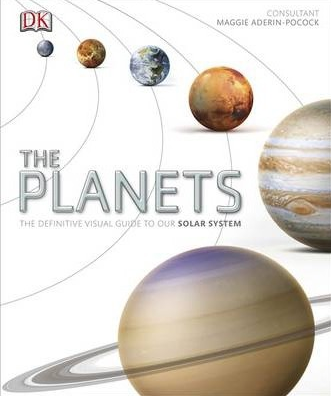 DK
CONSULTANT
MAGGIE ADERIN-POCOCK
THE
PLANETS
THE DEFINITIVE VISUAL GUIDE TO OUR SOLAR SYSTEM